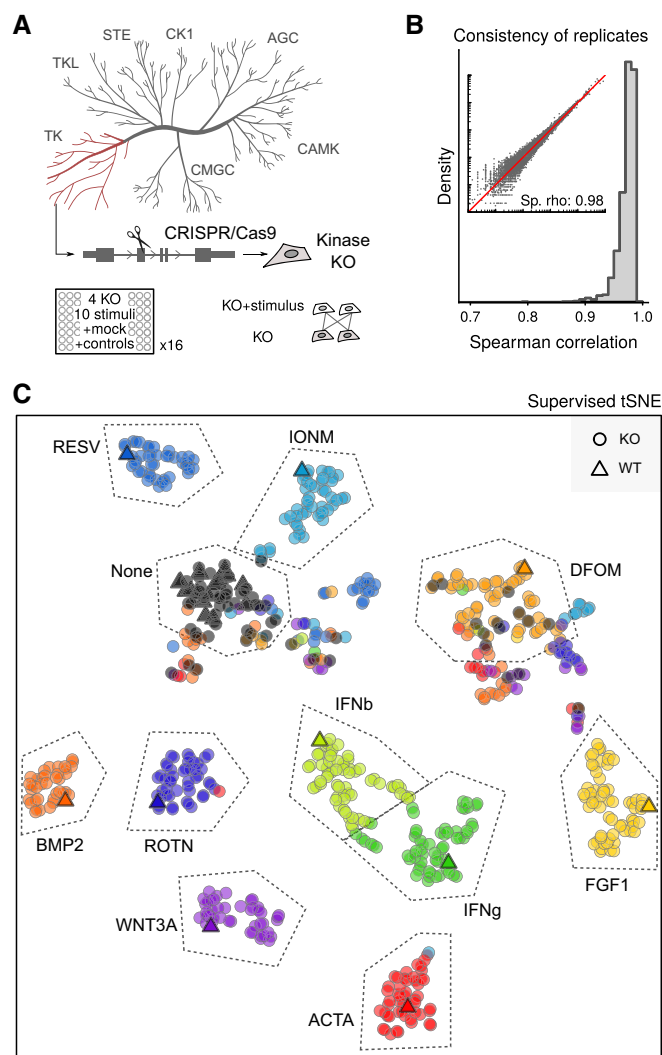 A
STE
CK1
AGC
TKL
TK
CAMK
CMGC
CRISPR/Cas9
Kinase
KO
4 KO
10 stimuli
+mock
+controls
x16
KO+stimulus
KO
B
Consistency of replicates
Density
Sp. rho: 0.98
0.7
0.8
0.9
1.0
Spearman correlation
C
Supervised tSNE
KO
WT
RESV
IONM
None
DFOM
IFNb
BMP2
ROTN
FGF1
IFNg
WNT3A
ACTA